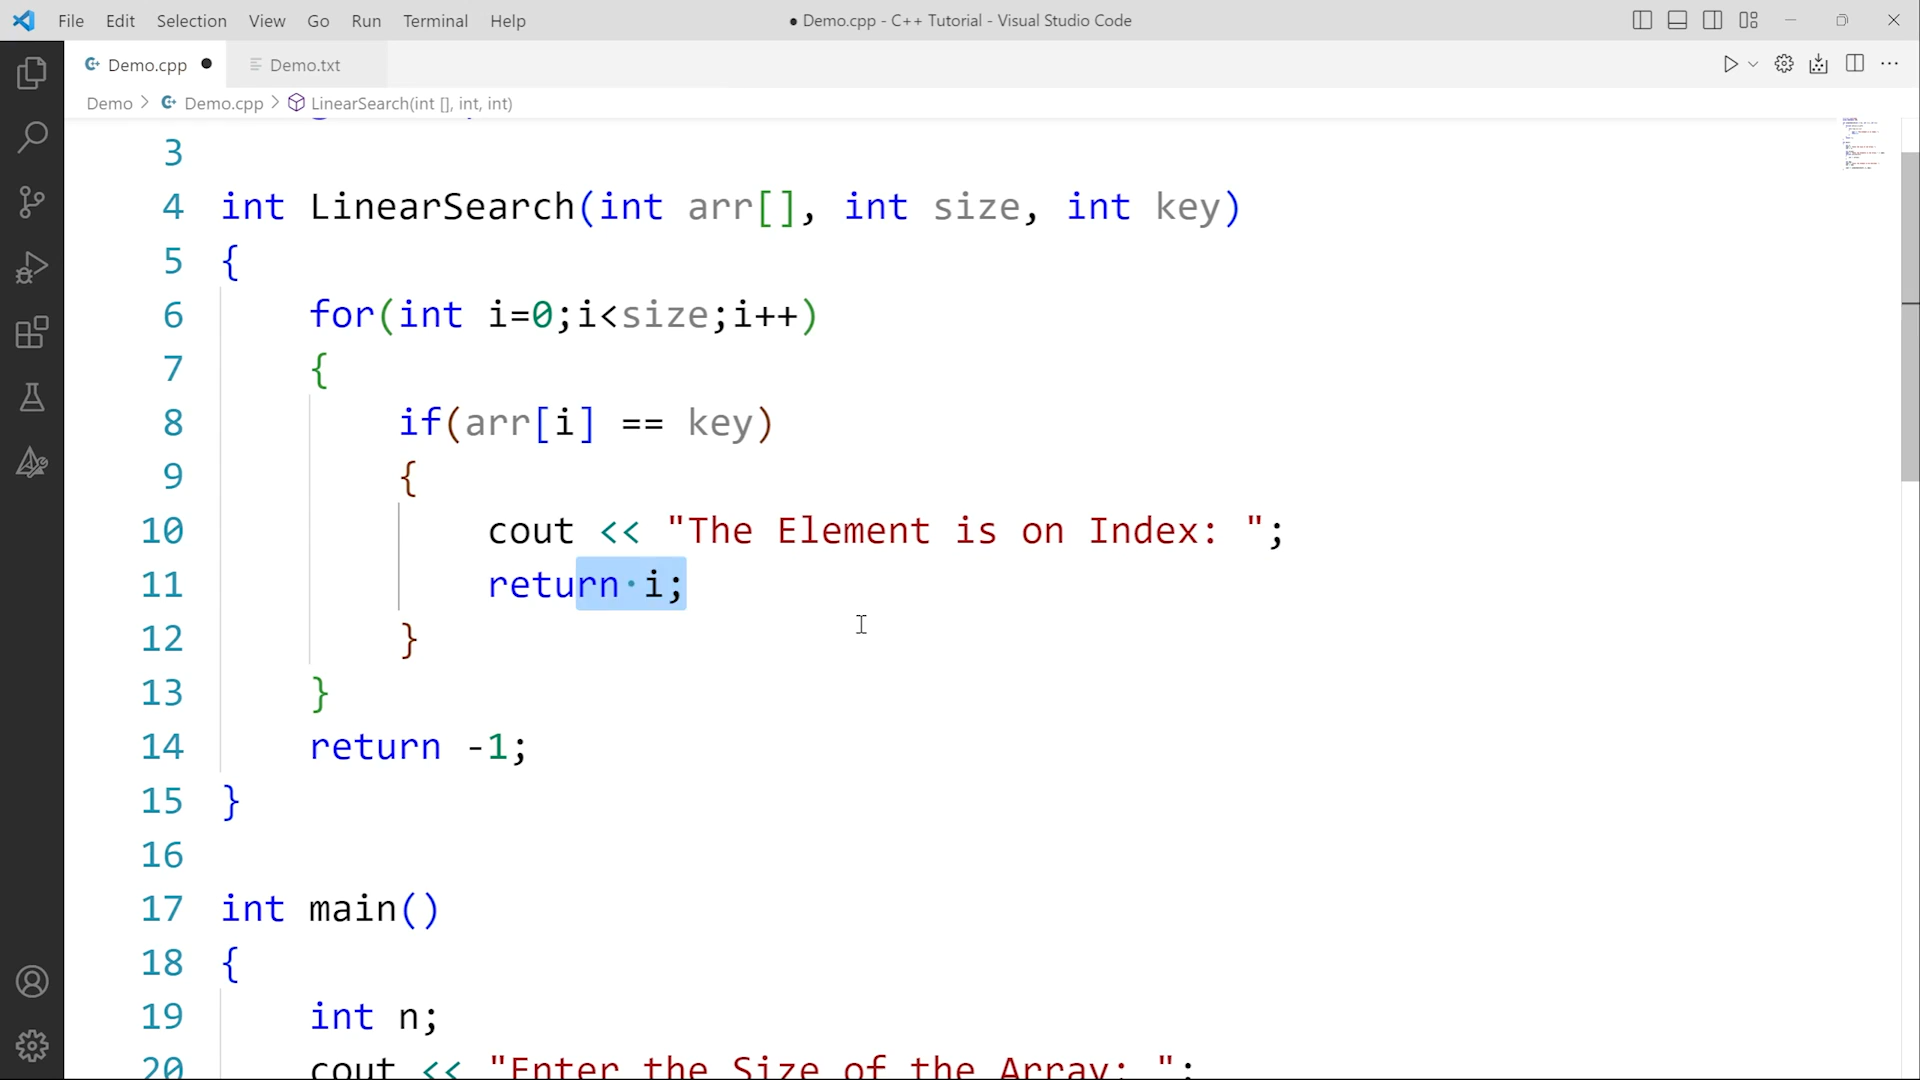 File Edit Selection View Go Run Terminal Help ● Demo.cpp - C++ Tutorial - Visual Studio Code
Demo.cpp ● Demo.txt
Demo > Demo.cpp > LinearSearch(int [], int, int)
3
4 int LinearSearch(int arr[], int size, int key)
5 {
6 for(int i=0;i<size;i++)
7 {
8 if(arr[i] == key)
9 {
10 cout << "The Element is on Index: ";
11 return·i;
12 }
13 }
14 return -1;
15 }
16
17 int main()
18 {
19 int n;
20 cout << "Enter the Size of the Array: ";